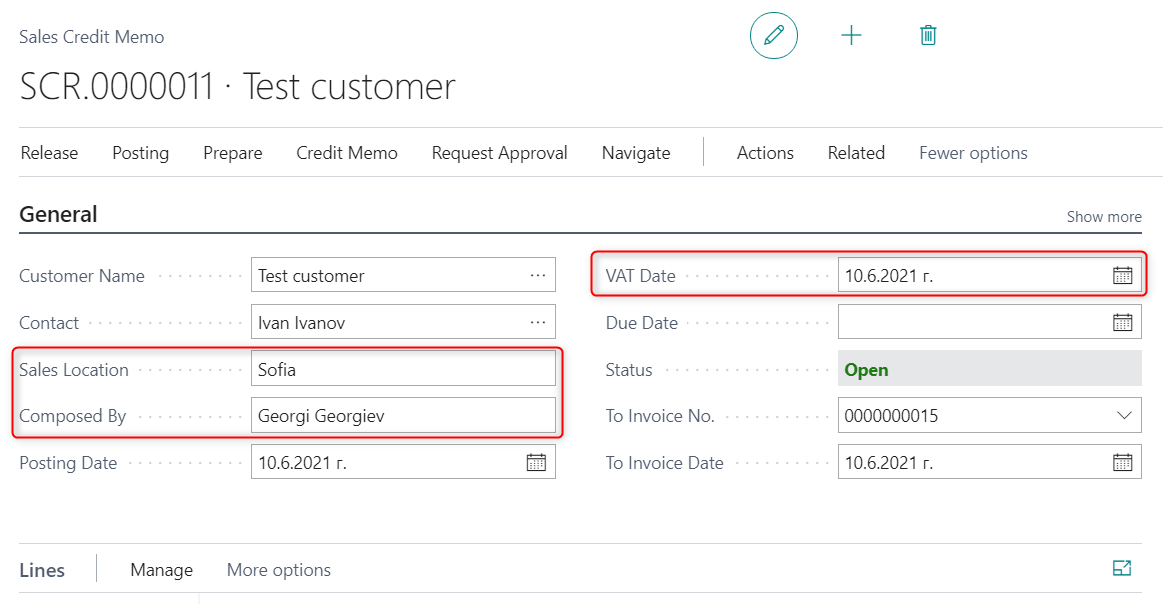 Sales Credit Memo
SCR.0000011 · Test customer
Release Posting Prepare Credit Memo Request Approval Navigate Actions Related Fewer options
General Show more
Customer Name Test customer
Contact Ivan Ivanov
Sales Location Sofia
Composed By Georgi Georgiev
Posting Date 10.6.2021 г.
VAT Date 10.6.2021 г.
Due Date
Status Open
To Invoice No. 0000000015
To Invoice Date 10.6.2021 г.
Lines Manage More options